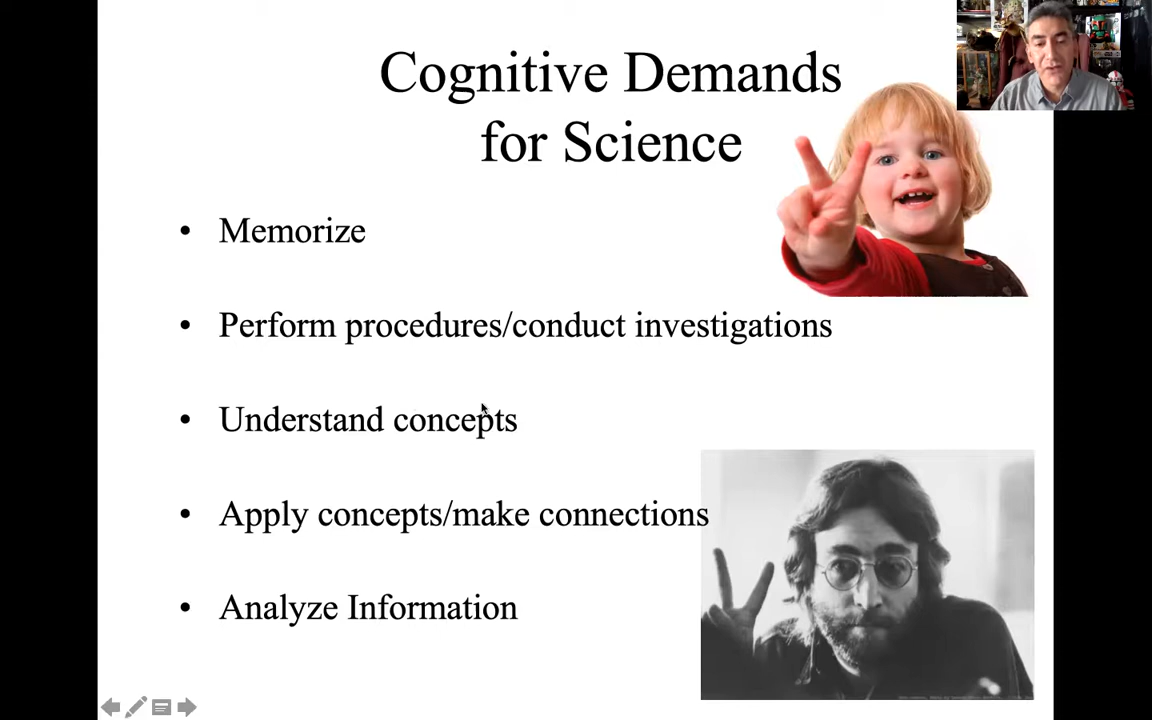 Cognitive Demands
for Science
• Memorize
• Perform procedures/conduct investigations
• Understand concepts
• Apply concepts/make connections
• Analyze Information